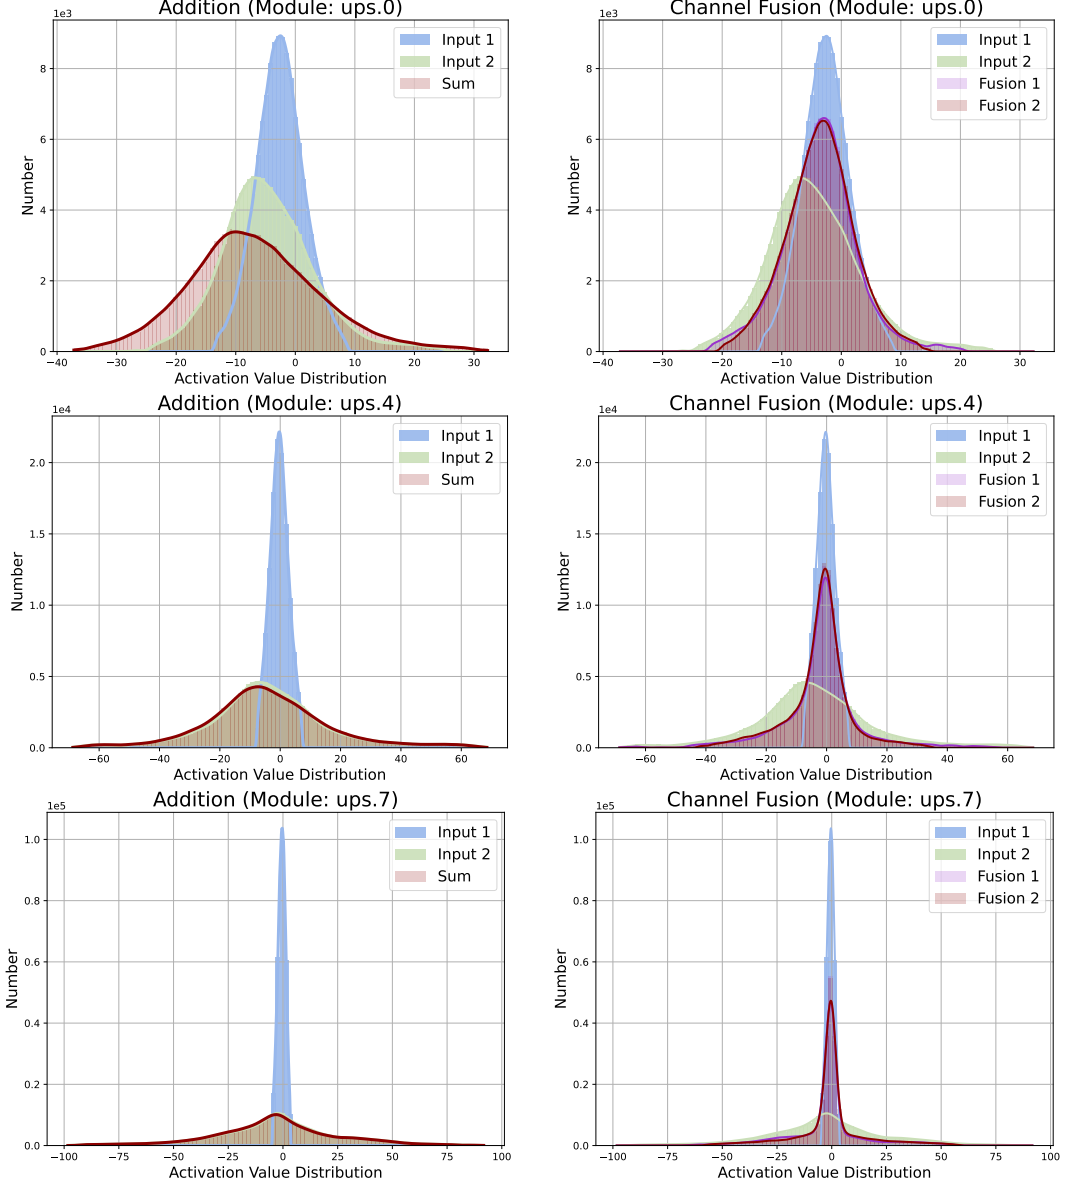 Addition (Module: ups.0)
1e3
Input 1
Input 2
Sum
8
6
4
2
0
Number
−40 −30 −20 −10 0 10 20 30
Activation Value Distribution
Channel Fusion (Module: ups.0)
1e3
Input 1
Input 2
Fusion 1
Fusion 2
8
6
4
2
0
Number
−40 −30 −20 −10 0 10 20 30
Activation Value Distribution
Addition (Module: ups.4)
1e4
Input 1
Input 2
Sum
2.0
1.5
1.0
0.5
0.0
Number
−60 −40 −20 0 20 40 60
Activation Value Distribution
Channel Fusion (Module: ups.4)
1e4
Input 1
Input 2
Fusion 1
Fusion 2
2.0
1.5
1.0
0.5
0.0
Number
−60 −40 −20 0 20 40 60
Activation Value Distribution
Addition (Module: ups.7)
1e5
Input 1
Input 2
Sum
1.0
0.8
0.6
0.4
0.2
0.0
Number
−100 −75 −50 −25 0 25 50 75 100
Activation Value Distribution
Channel Fusion (Module: ups.7)
1e5
Input 1
Input 2
Fusion 1
Fusion 2
1.0
0.8
0.6
0.4
0.2
0.0
Number
−100 −75 −50 −25 0 25 50 75 100
Activation Value Distribution